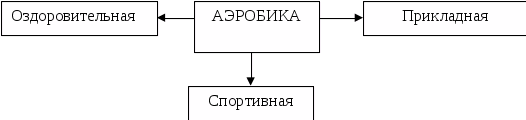 Оздоровительная
АЭРОБИКА
Прикладная
Спортивная